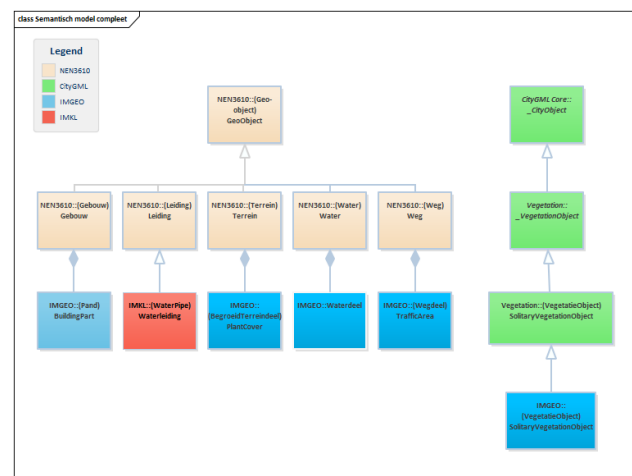 class Semantisch model compleet
Legend
NEN3610
CityGML
IMGEO
IMKL
NEN3610::(Geo-
object)
GeoObject
CityGML Core::
_CityObject
NEN3610::(Gebouw)
Gebouw
NEN3610::(Leiding)
Leiding
NEN3610::(Terrein)
Terrein
NEN3610::(Water)
Water
NEN3610::(Weg)
Weg
Vegetation::
_VegetationObject
IMGEO::(Pand)
BuildingPart
IMKL::(WaterPipe)
Waterleiding
IMGEO::
(BegroeidTerreindeel)
PlantCover
IMGEO::Waterdeel
IMGEO::(Wegdeel)
TrafficArea
Vegetation::(VegetatieObject)
SolitaryVegetationObject
IMGEO::
(VegetatieObject)
SolitaryVegetationObject